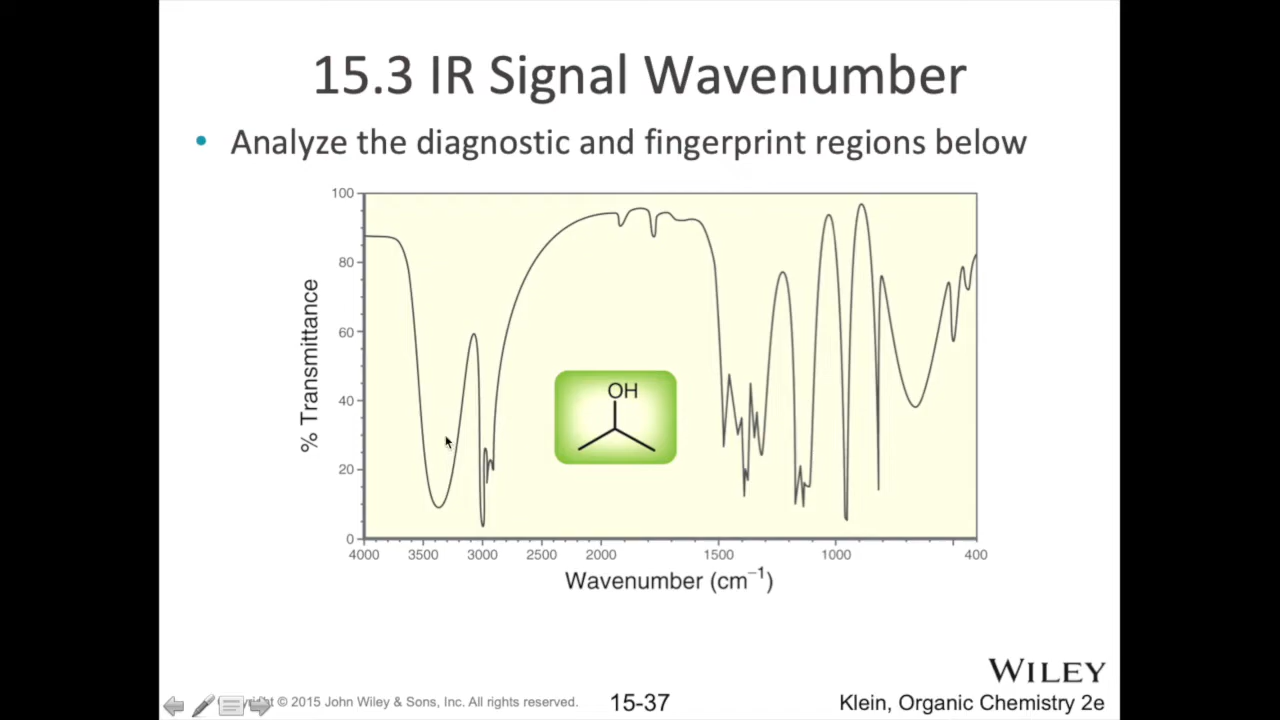 15.3 IR Signal Wavenumber
• Analyze the diagnostic and fingerprint regions below
100
80
60
40
20
0
% Transmittance
OH
4000 3500 3000 2500 2000 1500 1000 400
Wavenumber (cm⁻¹)
WILEY
© 2015 John Wiley & Sons, Inc. All rights reserved.
15-37
Klein, Organic Chemistry 2e